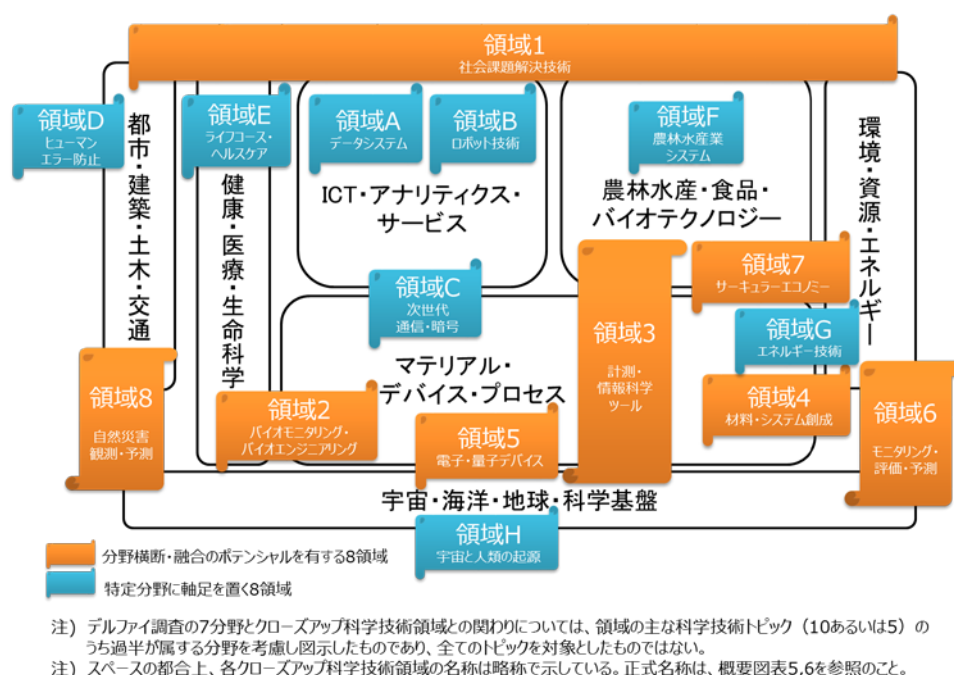 領域1
社会課題解決技術
領域D
ヒューマン
エラー防止
領域E
ライフコース・
ヘルスケア
領域A
データシステム
領域B
ロボット技術
領域F
農林水産業
システム
都市・建築・土木・交通
健康・医療・生命科学
ICT・アナリティクス・
サービス
農林水産・食品・
バイオテクノロジー
環境・資源・エネルギー
領域C
次世代
通信・暗号
領域3
計測・
情報科学
ツール
領域7
サーキュラーエコノミー
領域G
エネルギー技術
マテリアル・
デバイス・プロセス
領域8
自然災害
観測・予測
領域2
バイオモニタリング・
バイオエンジニアリング
領域5
電子・量子デバイス
領域4
材料・システム創成
領域6
モニタリング・
評価・予測
宇宙・海洋・地球・科学基盤
領域H
宇宙と人類の起源
分野横断・融合のポテンシャルを有する8領域
特定分野に軸足を置く8領域
注) デルファイ調査の7分野とクローズアップ科学技術領域との関わりについては、領域の主な科学技術トピック（10あるいは5）の
うち過半が属する分野を考慮し図示したものであり、全てのトピックを対象としたものではない。
注) スペースの都合上、各クローズアップ科学技術領域の名称は略称で示している。正式名称は、概要図表5,6を参照のこと。